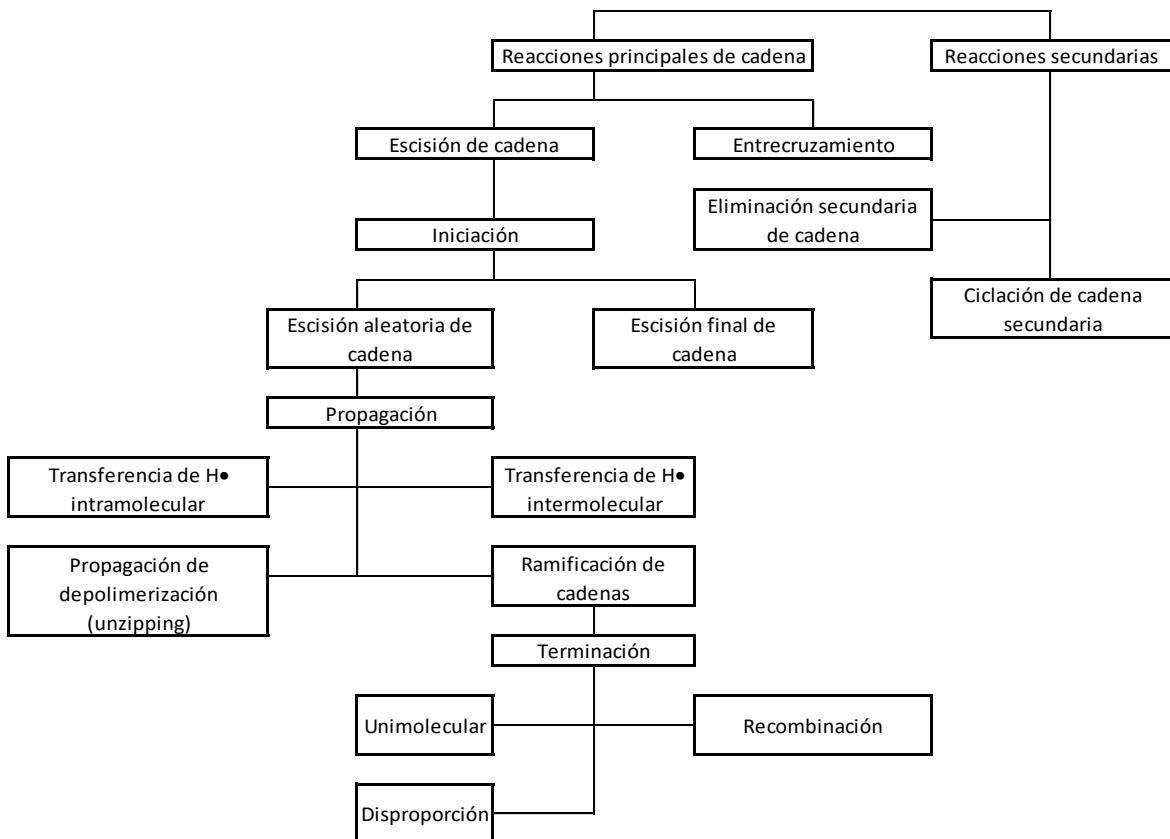 Reacciones principales de cadena
Reacciones secundarias
Escisión de cadena
Entrecruzamiento
Eliminación secundaria
de cadena
Iniciación
Ciclación de cadena
secundaria
Escisión aleatoria de
cadena
Escisión final de
cadena
Propagación
Transferencia de H•
intramolecular
Transferencia de H•
intermolecular
Propagación de
depolimerización
(unzipping)
Ramificación de
cadenas
Terminación
Unimolecular
Recombinación
Disproporción